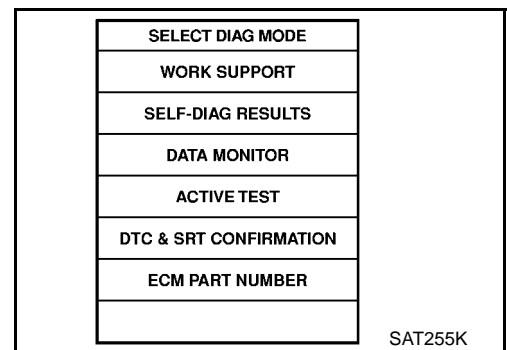 SELECT DIAG MODE
WORK SUPPORT
SELF-DIAG RESULTS
DATA MONITOR
ACTIVE TEST
DTC & SRT CONFIRMATION
ECM PART NUMBER
SAT255K